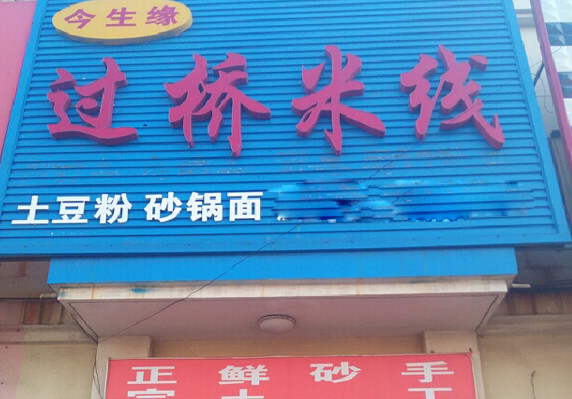 今生缘
过桥米线
土豆粉 砂锅面
正 鲜 砂 手